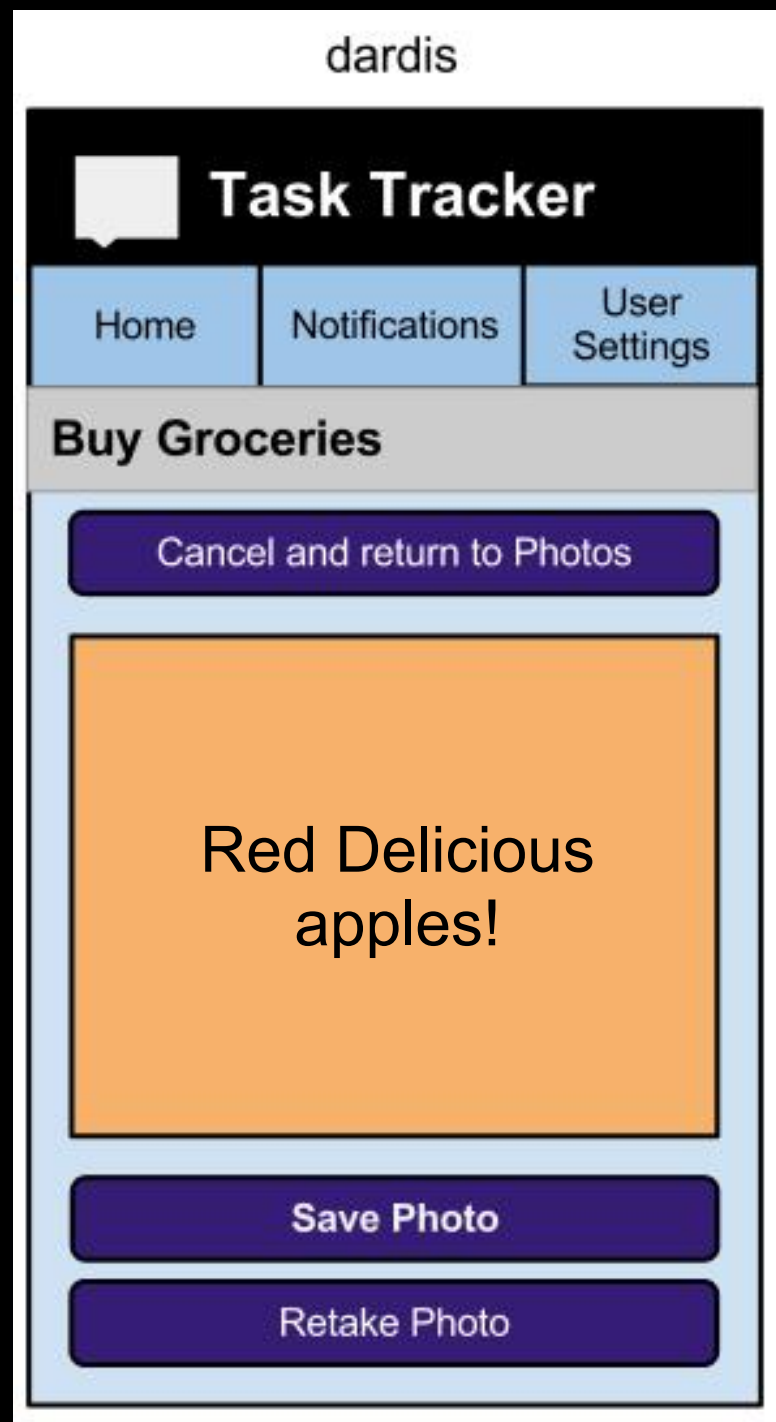 dardis
Task Tracker
Home
Notifications
User
Settings
Buy Groceries
Cancel and return to Photos
Red Delicious
apples!
Save Photo
Retake Photo